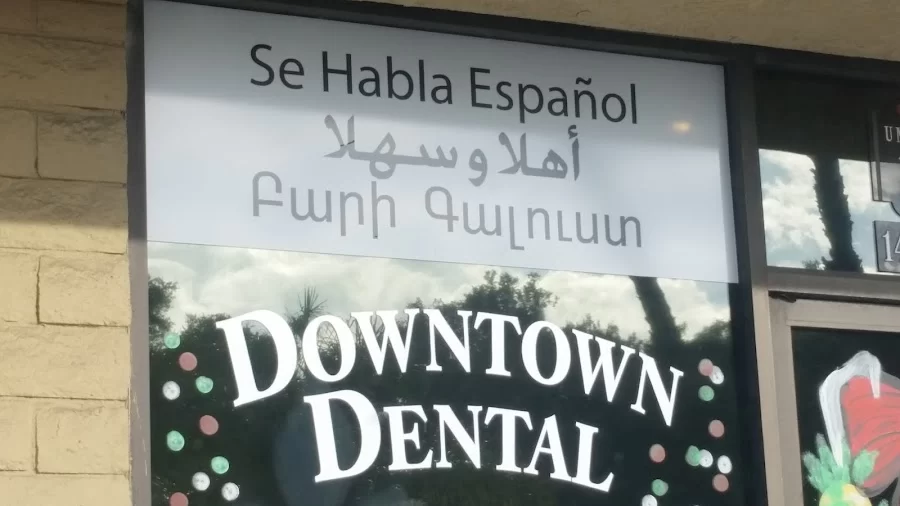 Se Habla Español
أهلا وسهلا
Բարի Գալուստ
DOWNTOWN
DENTAL